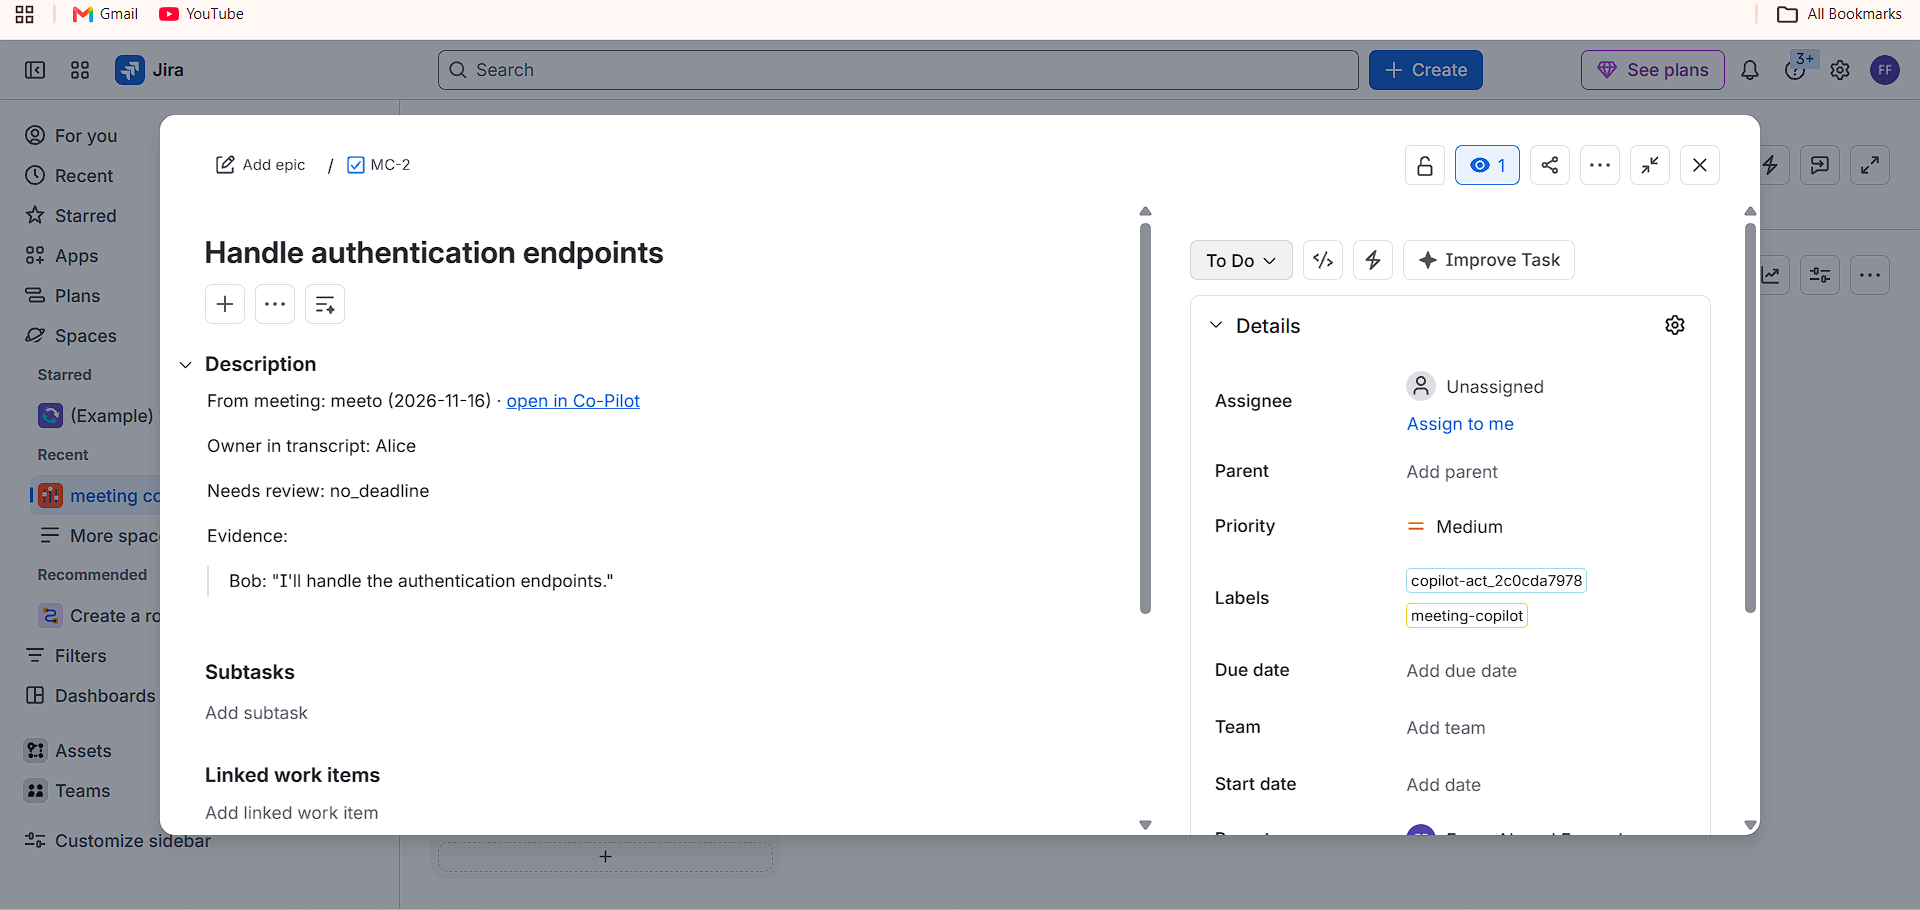 Gmail
YouTube
All Bookmarks
Jira
Search
Create
See plans
3+
FF
For you
Recent
Starred
Apps
Plans
Spaces
Starred
(Example)
Recent
meeting co
More spac
Recommended
Create a ro
Filters
Dashboards
Assets
Teams
Customize sidebar
Add epic / MC-2
1
Handle authentication endpoints
Description
From meeting: meeto (2026-11-16) · open in Co-Pilot
Owner in transcript: Alice
Needs review: no_deadline
Evidence:
Bob: "I'll handle the authentication endpoints."
Subtasks
Add subtask
Linked work items
Add linked work item
To Do
Improve Task
Details
Assignee
Unassigned
Assign to me
Parent
Add parent
Priority
Medium
Labels
copilot-act_2c0cda7978
meeting-copilot
Due date
Add due date
Team
Add team
Start date
Add date